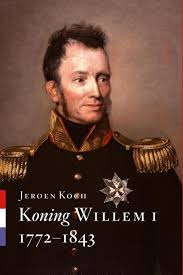 JEROEN KOCH
Koning WILLEM I
1772–1843